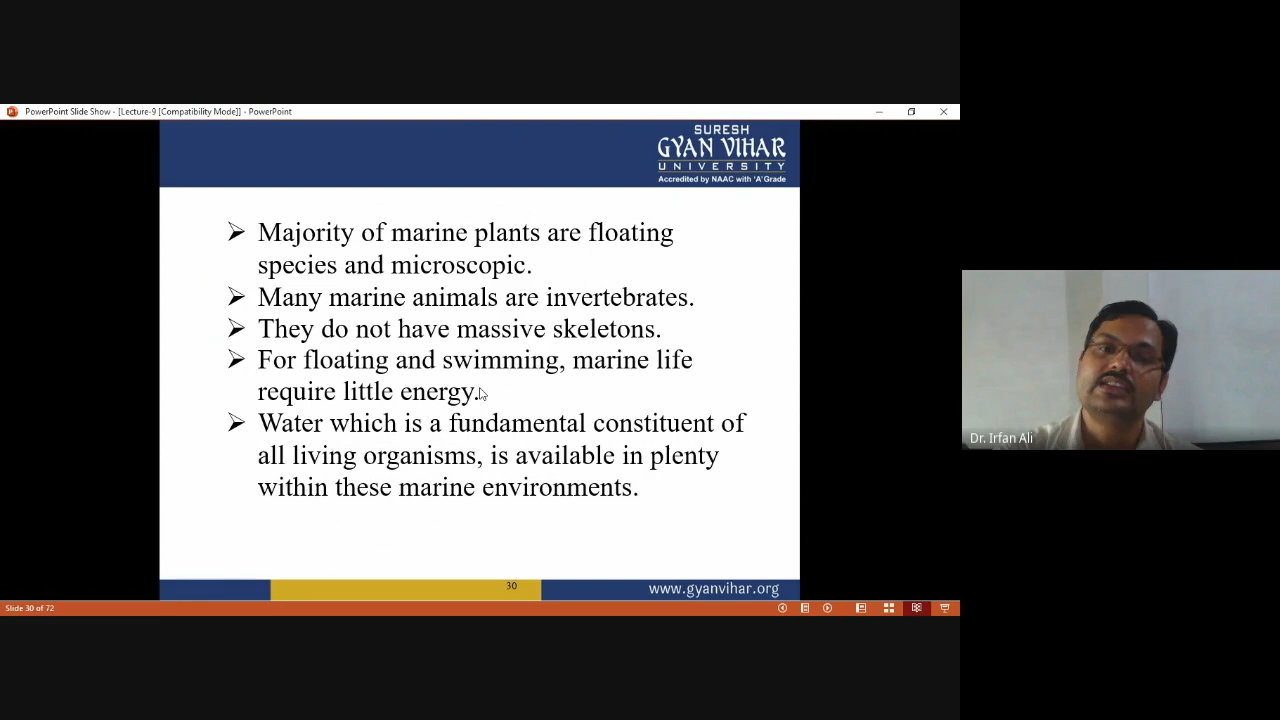 PowerPoint Slide Show - [Lecture-9 [Compatibility Mode]] - PowerPoint
SURESH
GYAN VIHAR
UNIVERSITY
Accredited by NAAC with 'A' Grade
Majority of marine plants are floating
species and microscopic.
Many marine animals are invertebrates.
They do not have massive skeletons.
For floating and swimming, marine life
require little energy.
Water which is a fundamental constituent of
all living organisms, is available in plenty
within these marine environments.
Dr. Irfan Ali
30
www.gyanvihar.org
Slide 30 of 72